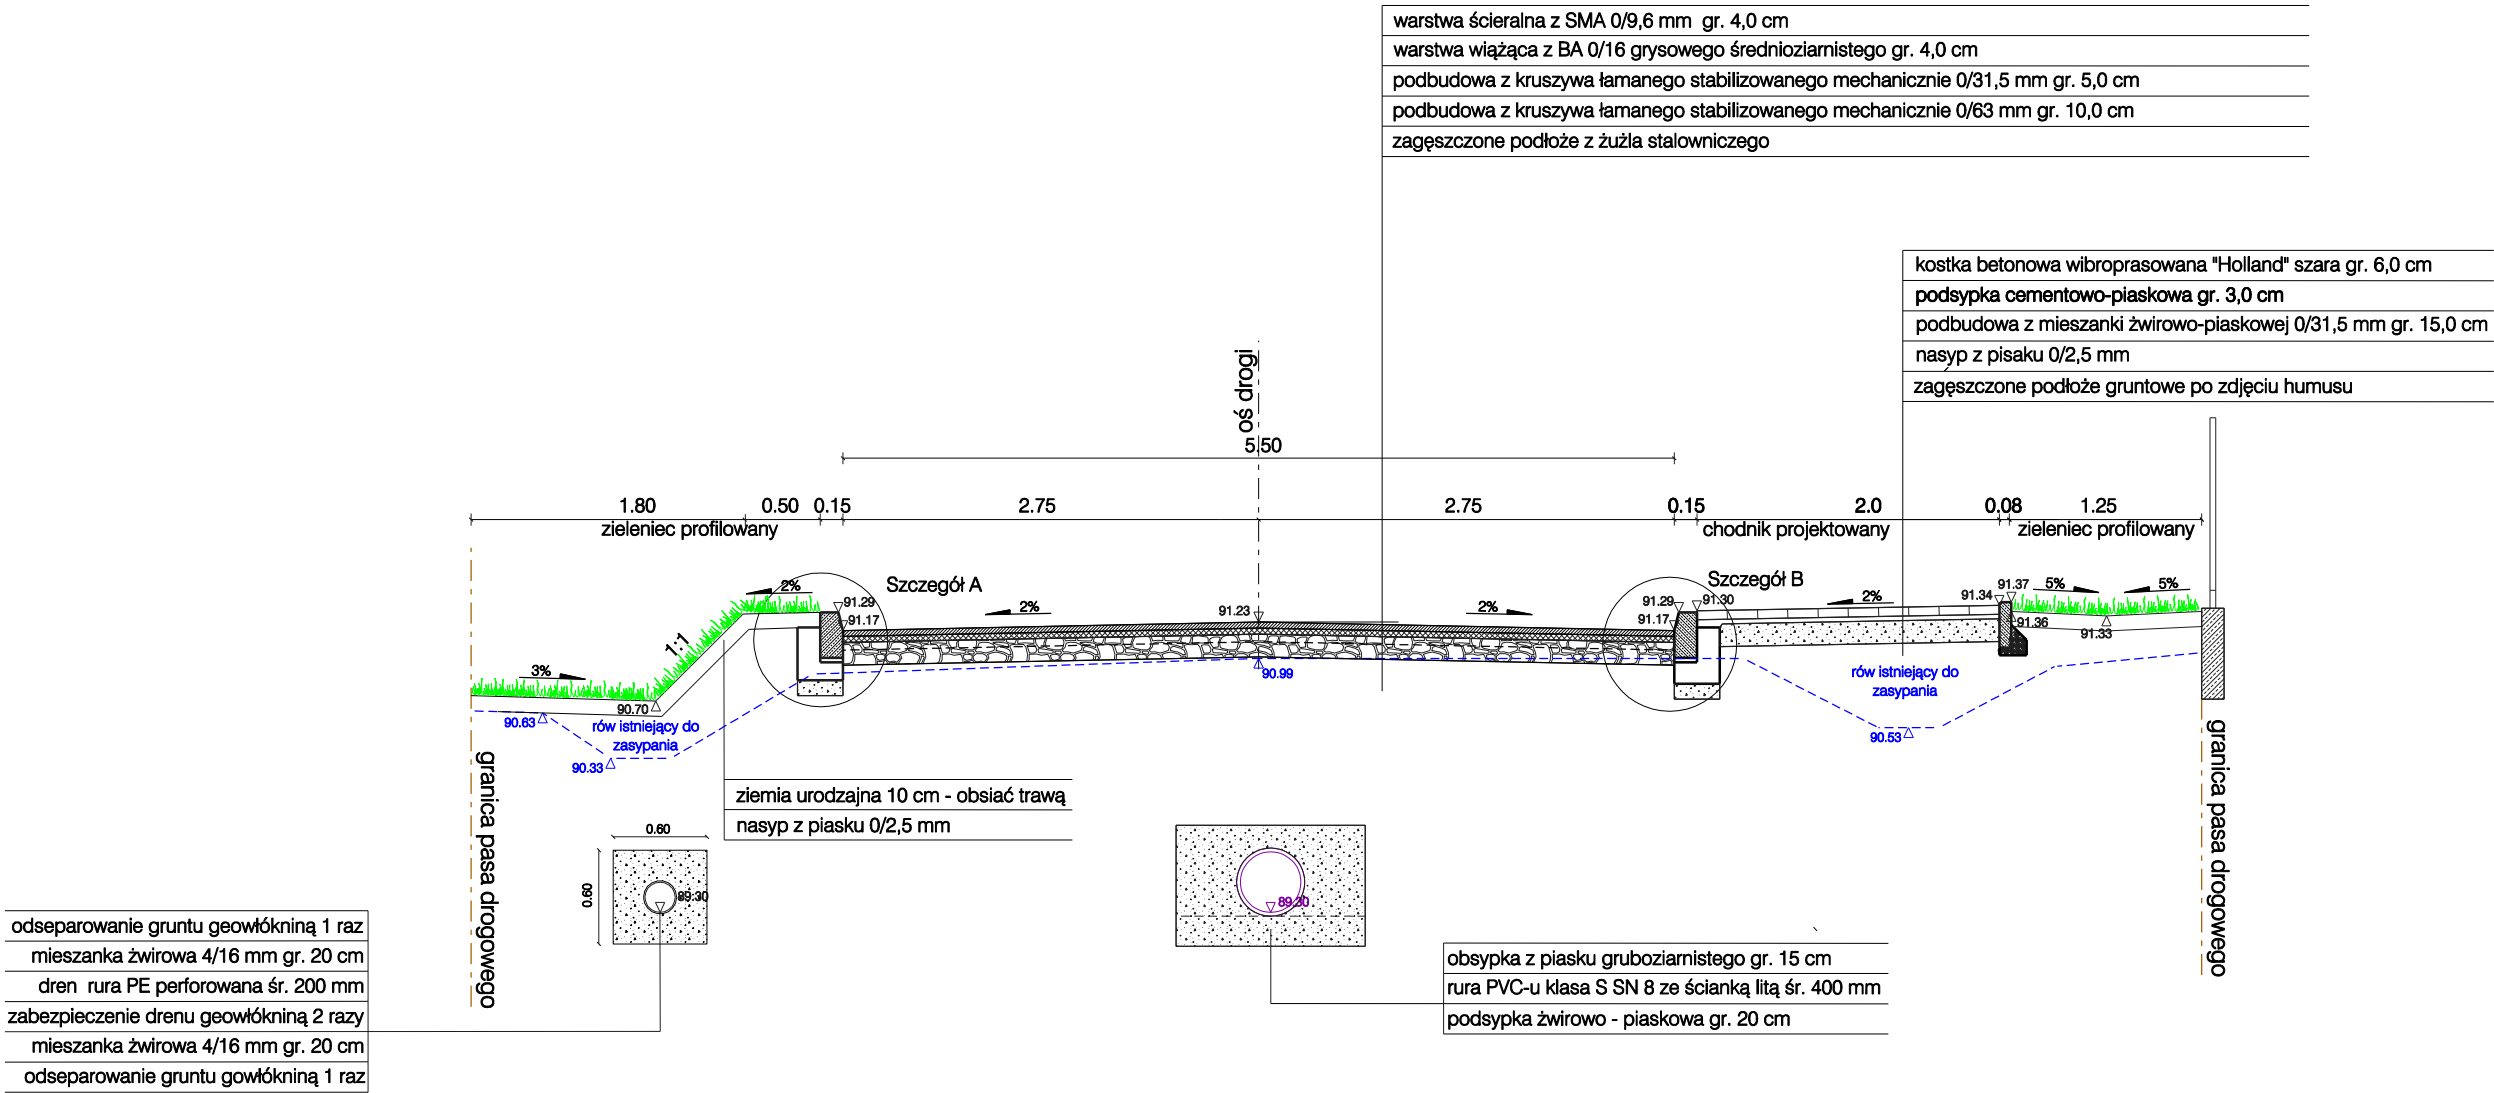 warstwa ścieralna z SMA 0/9,6 mm gr. 4,0 cm
warstwa wiążąca z BA 0/16 grysowego średnioziarnistego gr. 4,0 cm
podbudowa z kruszywa łamanego stabilizowanego mechanicznie 0/31,5 mm gr. 5,0 cm
podbudowa z kruszywa łamanego stabilizowanego mechanicznie 0/63 mm gr. 10,0 cm
zagęszczone podłoże z żużla stalowniczego
kostka betonowa wibroprasowana "Holland" szara gr. 6,0 cm
podsypka cementowo-piaskowa gr. 3,0 cm
podbudowa z mieszanki żwirowo-piaskowej 0/31,5 mm gr. 15,0 cm
nasyp z pisaku 0/2,5 mm
zagęszczone podłoże gruntowe po zdjęciu humusu
oś drogi
5.50
1.80 0.50 0.15 2.75 2.75 0.15 2.0 0.08 1.25
zieleniec profilowany chodnik projektowany zieleniec profilowany
Szczegół A
Szczegół B
2% 91.29 91.17
2% 91.23 2%
91.29 91.30 91.17
2% 91.34 91.37 5% 5%
91.36 91.33
1:1
3%
90.70
90.63
rów istniejący do
zasypania
90.33
90.99
rów istniejący do
zasypania
90.53
granica pasa drogowego
granica pasa drogowego
ziemia urodzajna 10 cm - obsiać trawą
nasyp z piasku 0/2,5 mm
0.60
0.60
89.30
89.30
odseparowanie gruntu geowłókniną 1 raz
mieszanka żwirowa 4/16 mm gr. 20 cm
dren rura PE perforowana śr. 200 mm
zabezpieczenie drenu geowłókniną 2 razy
mieszanka żwirowa 4/16 mm gr. 20 cm
odseparowanie gruntu gowłókniną 1 raz
obsypka z piasku gruboziarnistego gr. 15 cm
rura PVC-u klasa S SN 8 ze ścianką litą śr. 400 mm
podsypka żwirowo - piaskowa gr. 20 cm